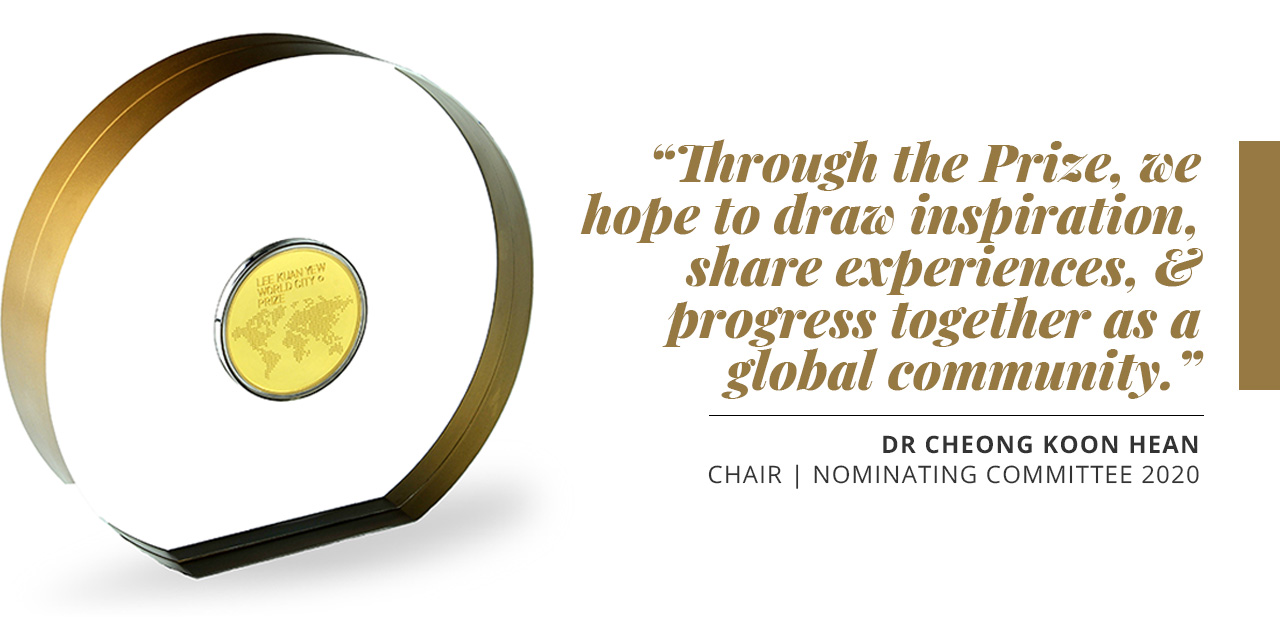 LEE KUAN YEW
WORLD CITY
PRIZE
“Through the Prize, we
hope to draw inspiration,
share experiences, &
progress together as a
global community.”
DR CHEONG KOON HEAN
CHAIR | NOMINATING COMMITTEE 2020